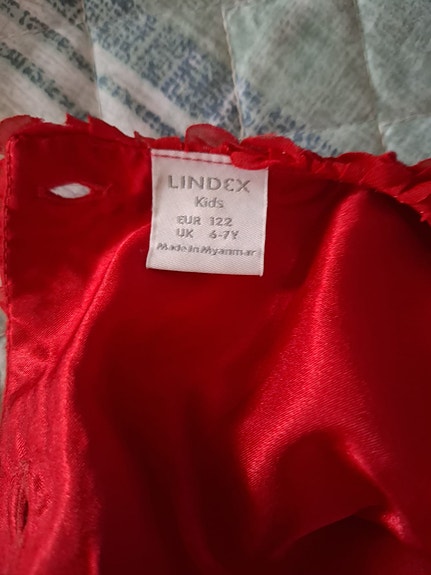 LINDEX
Kids
EUR 122
UK 6-7Y
Made in Myanmar